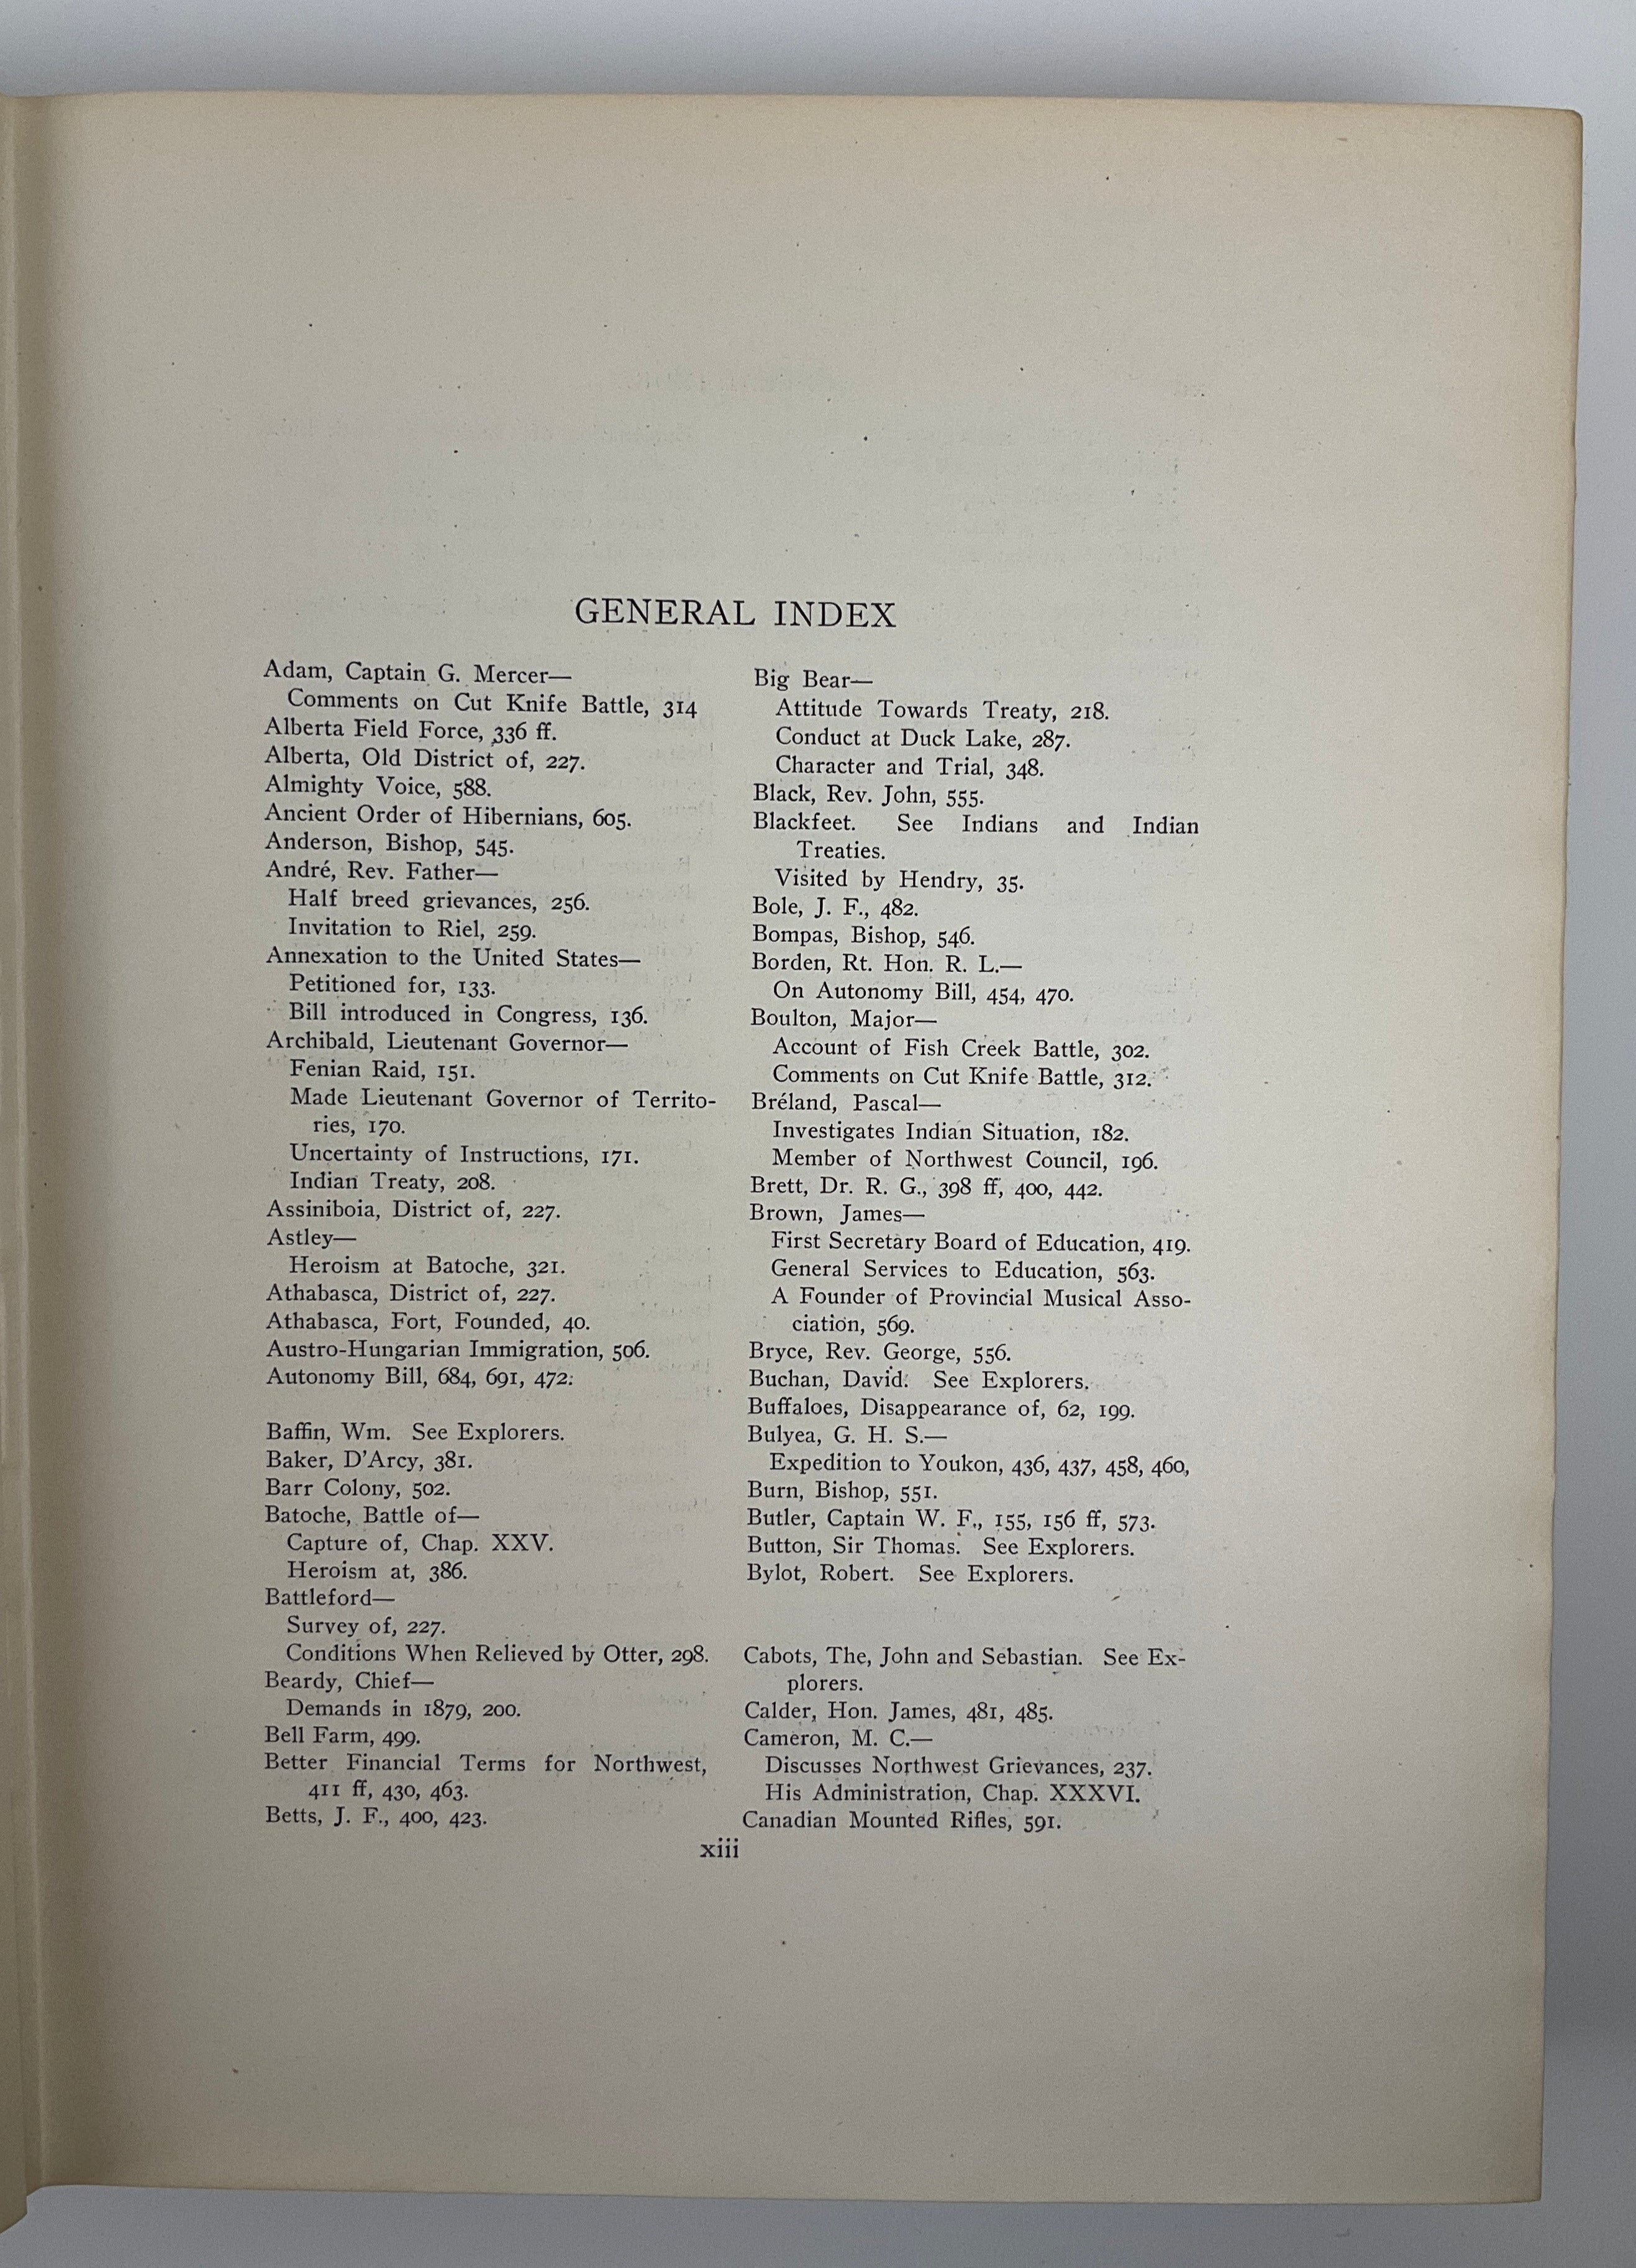 GENERAL INDEX
Adam, Captain G. Mercer—
Comments on Cut Knife Battle, 314
Alberta Field Force, 336 ff.
Alberta, Old District of, 227.
Almighty Voice, 588.
Ancient Order of Hibernians, 605.
Anderson, Bishop, 545.
André, Rev. Father—
Half breed grievances, 256.
Invitation to Riel, 259.
Annexation to the United States—
Petitioned for, 133.
Bill introduced in Congress, 136.
Archibald, Lieutenant Governor—
Fenian Raid, 151.
Made Lieutenant Governor of Territo-
ries, 170.
Uncertainty of Instructions, 171.
Indian Treaty, 208.
Assiniboia, District of, 227.
Astley—
Heroism at Batoche, 321.
Athabasca, District of, 227.
Athabasca, Fort, Founded, 40.
Austro-Hungarian Immigration, 506.
Autonomy Bill, 684, 691, 472.
Baffin, Wm. See Explorers.
Baker, D'Arcy, 381.
Barr Colony, 502.
Batoche, Battle of—
Capture of, Chap. XXV.
Heroism at, 386.
Battleford—
Survey of, 227.
Conditions When Relieved by Otter, 298.
Beardy, Chief—
Demands in 1879, 200.
Bell Farm, 499.
Better Financial Terms for Northwest,
411 ff, 430, 463.
Betts, J. F., 400, 423.
Big Bear—
Attitude Towards Treaty, 218.
Conduct at Duck Lake, 287.
Character and Trial, 348.
Black, Rev. John, 555.
Blackfeet. See Indians and Indian
Treaties.
Visited by Hendry, 35.
Bole, J. F., 482.
Bompas, Bishop, 546.
Borden, Rt. Hon. R. L.—
On Autonomy Bill, 454, 470.
Boulton, Major—
Account of Fish Creek Battle, 302.
Comments on Cut Knife Battle, 312.
Bréland, Pascal—
Investigates Indian Situation, 182.
Member of Northwest Council, 196.
Brett, Dr. R. G., 398 ff, 400, 442.
Brown, James—
First Secretary Board of Education, 419.
General Services to Education, 563.
A Founder of Provincial Musical Asso-
ciation, 569.
Bryce, Rev. George, 556.
Buchan, David. See Explorers.
Buffaloes, Disappearance of, 62, 199.
Bulyea, G. H. S.—
Expedition to Youkon, 436, 437, 458, 460,
Burn, Bishop, 551.
Butler, Captain W. F., 155, 156 ff, 573.
Button, Sir Thomas. See Explorers.
Bylot, Robert. See Explorers.
Cabots, The, John and Sebastian. See Ex-
plorers.
Calder, Hon. James, 481, 485.
Cameron, M. C.—
Discusses Northwest Grievances, 237.
His Administration, Chap. XXXVI.
Canadian Mounted Rifles, 591.
xiii